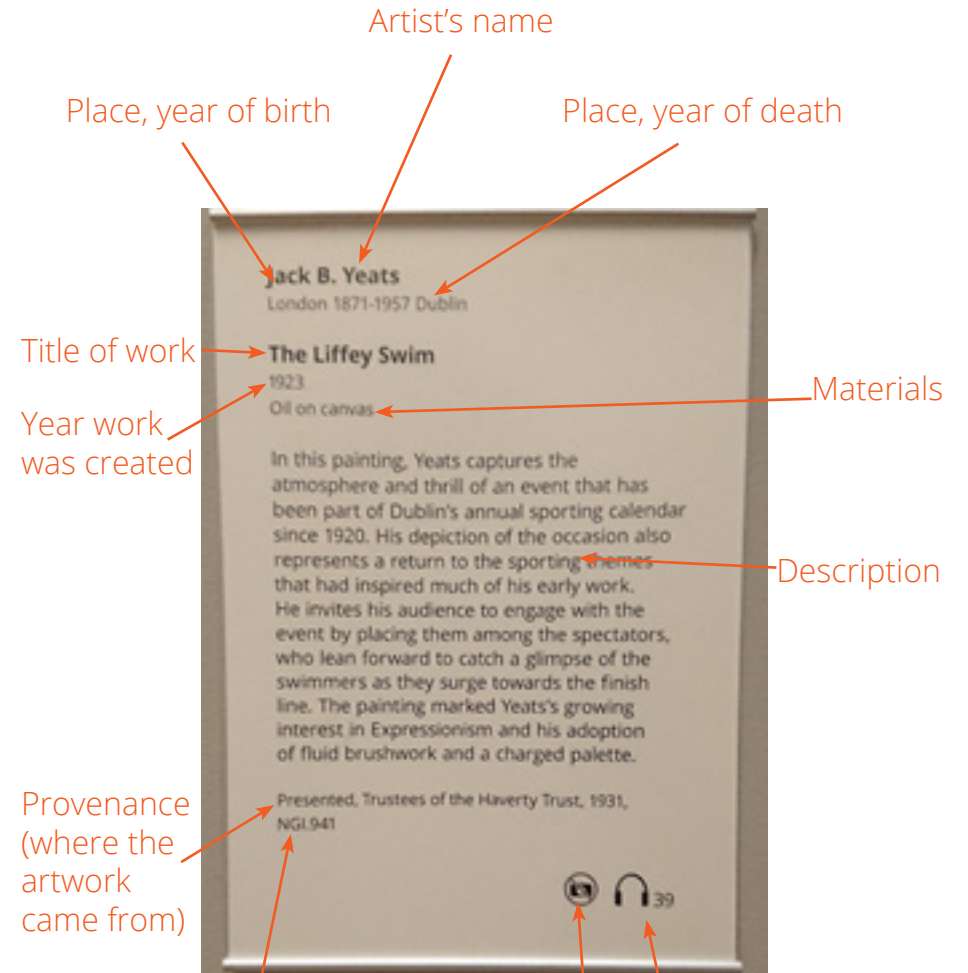 Artist’s name
Place, year of birth
Place, year of death
Jack B. Yeats
London 1871-1957 Dublin
Title of work
The Liffey Swim
1923
Oil on canvas
Materials
Year work
was created
In this painting, Yeats captures the
atmosphere and thrill of an event that has
been part of Dublin's annual sporting calendar
since 1920. His depiction of the occasion also
represents a return to the sporting themes
that had inspired much of his early work.
He invites his audience to engage with the
event by placing them among the spectators,
who lean forward to catch a glimpse of the
swimmers as they surge towards the finish
line. The painting marked Yeats's growing
interest in Expressionism and his adoption
of fluid brushwork and a charged palette.
Description
Provenance
(where the
artwork
came from)
Presented, Trustees of the Haverty Trust, 1931,
NGI.941
39